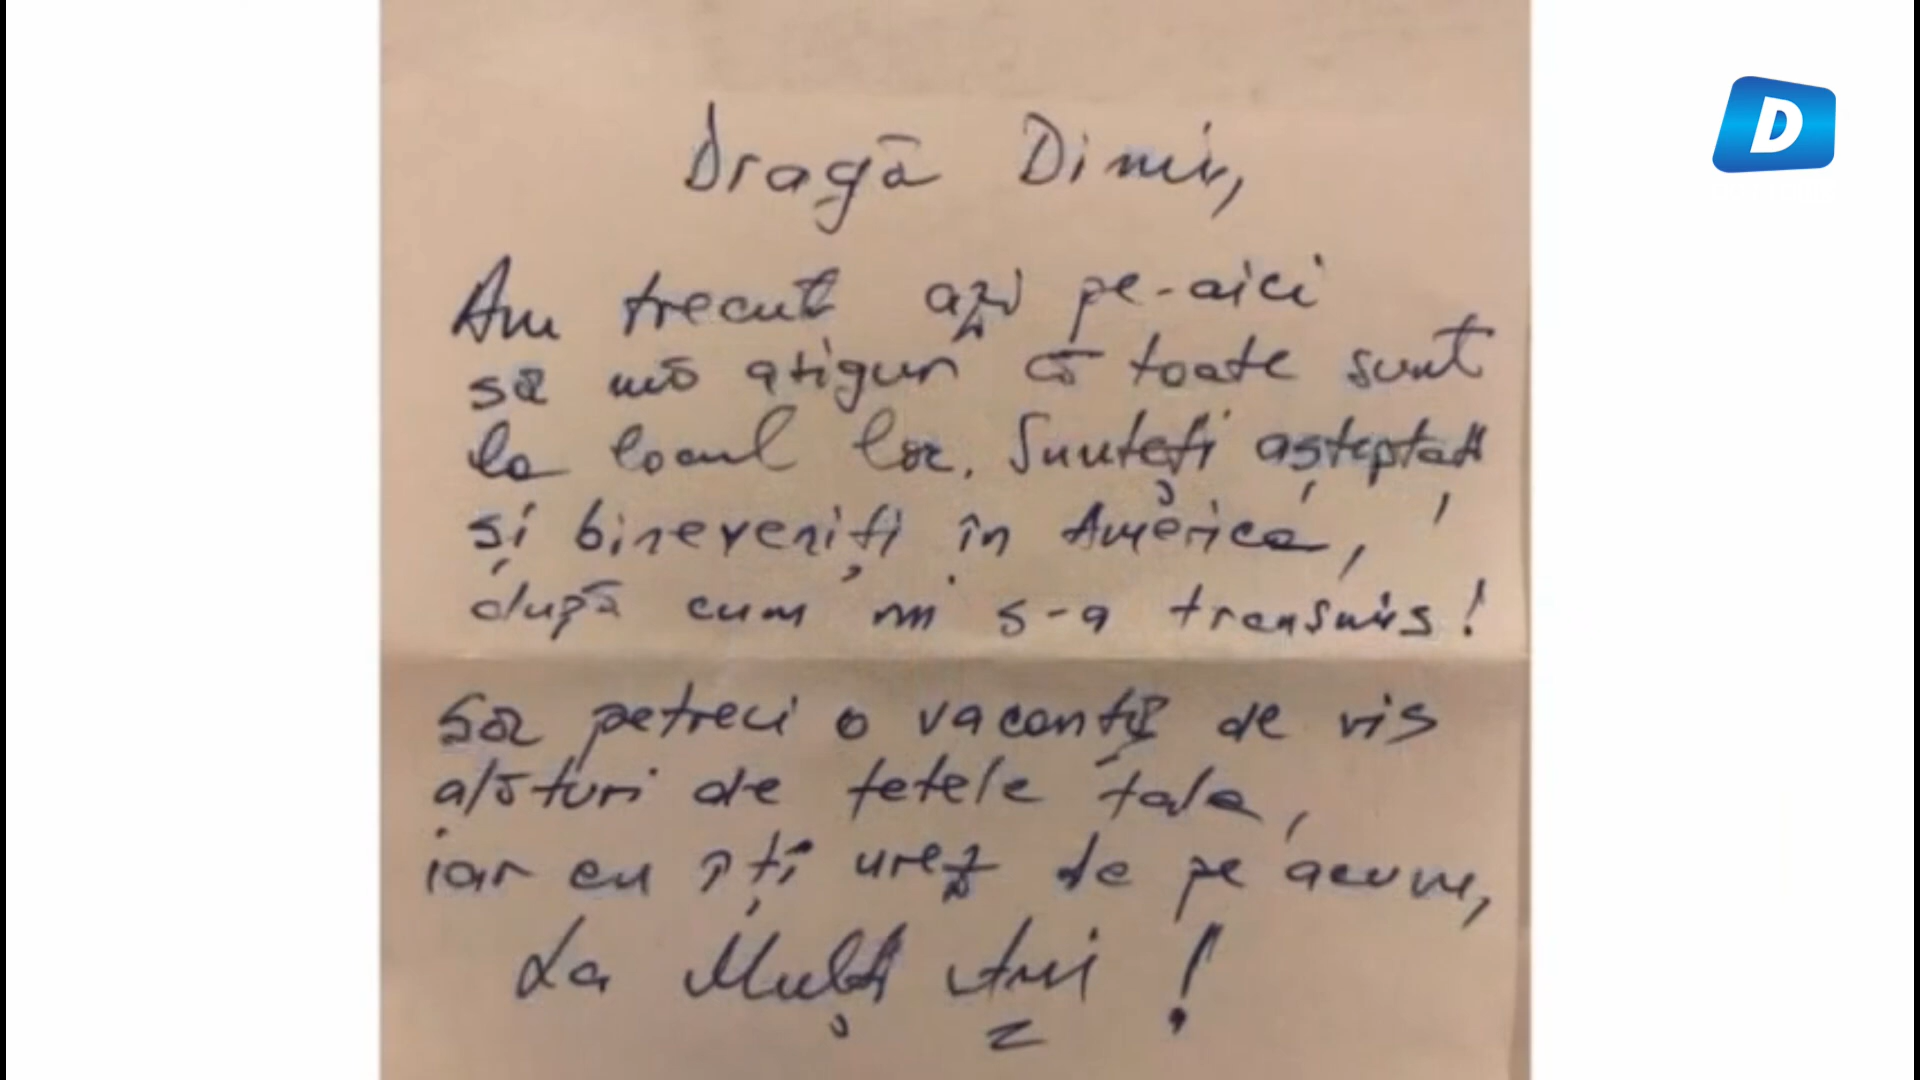 Dragă Dimir,
Am trecut azi pe-aici
să mă asigur că toate sunt
la locul lor. Sunteți așteptați
și bineveniți în America,
după cum mi s-a transmis!
Să petreci o vacanță de vis
alături de fetele tale,
iar eu îți urez de pe acum,
La Mulți Ani!
D